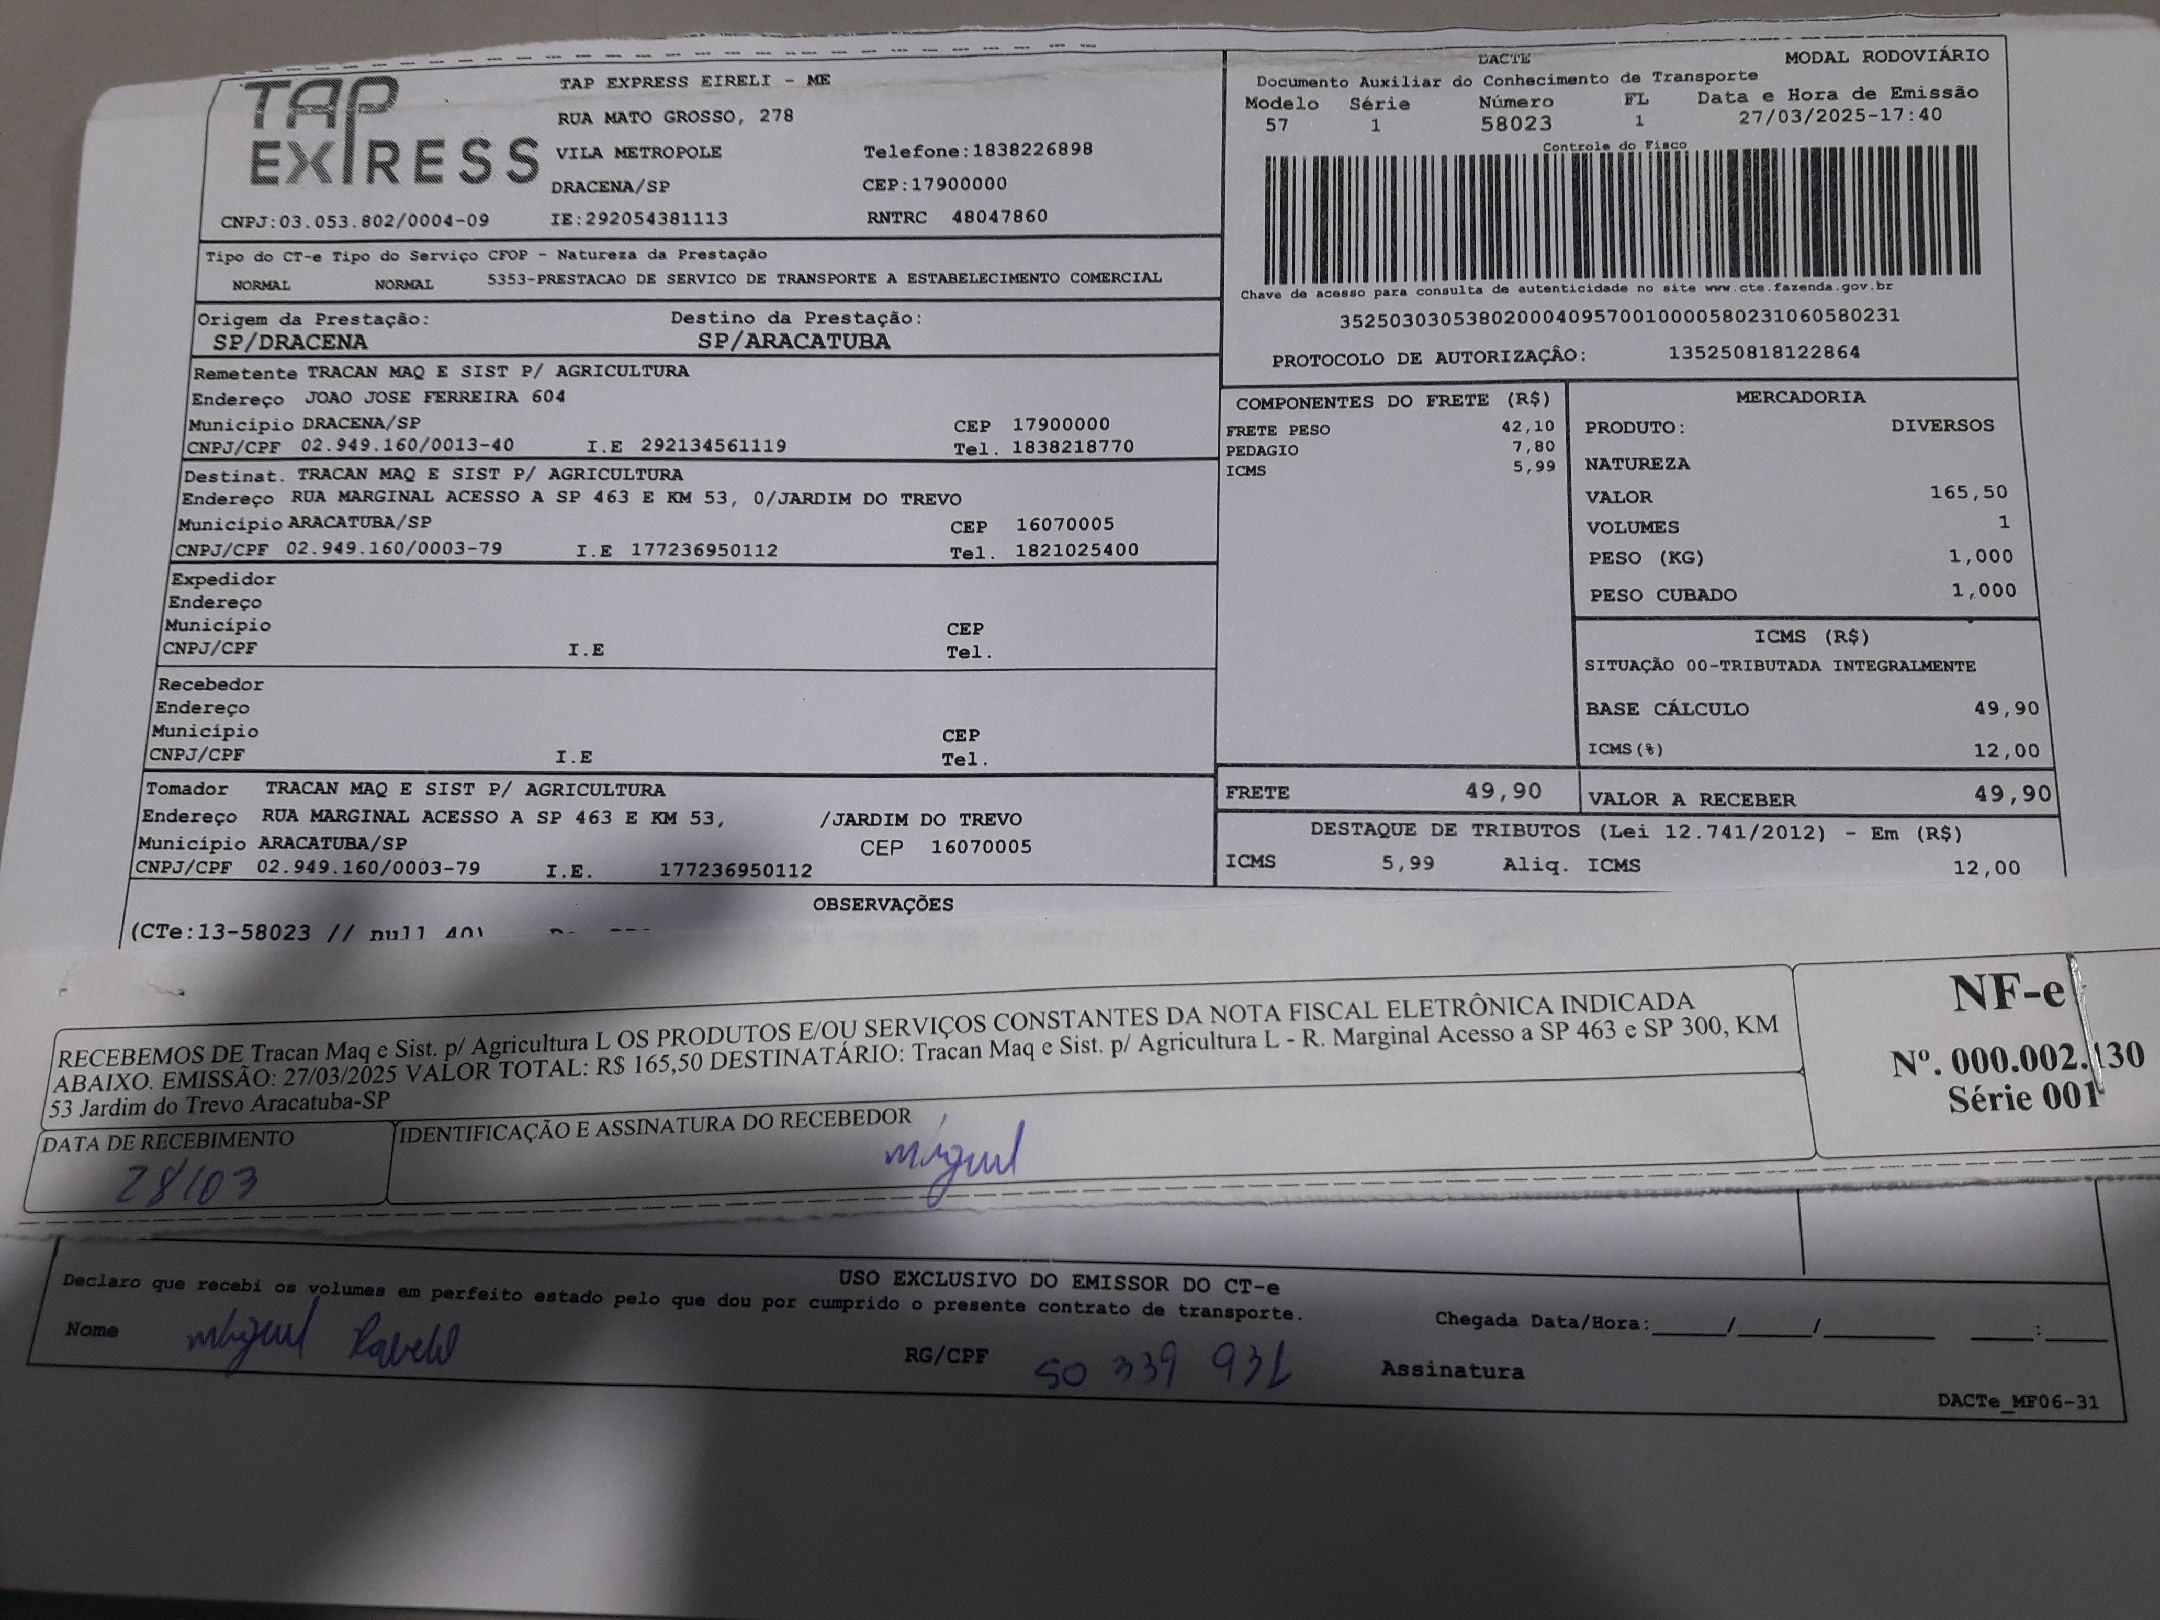 TAP EXPRESS
TAP EXPRESS EIRELI - ME
RUA MATO GROSSO, 278
VILA METROPOLE Telefone:1838226898
DRACENA/SP CEP:17900000
CNPJ:03.053.802/0004-09 IE:292054381113 RNTRC 48047860
DACTE MODAL RODOVIÁRIO
Documento Auxiliar do Conhecimento de Transporte
Modelo Série Número FL Data e Hora de Emissão
57 1 58023 1 27/03/2025-17:40
Controle do Fisco
Chave de acesso para consulta de autenticidade no site www.cte.fazenda.gov.br
35250303053802000409570010000580231060580231
PROTOCOLO DE AUTORIZAÇÂO: 135250818122864
Tipo do CT-e Tipo do Serviço CFOP - Natureza da Prestação
NORMAL NORMAL 5353-PRESTACAO DE SERVICO DE TRANSPORTE A ESTABELECIMENTO COMERCIAL
Origem da Prestação: Destino da Prestação:
SP/DRACENA SP/ARACATUBA
Remetente TRACAN MAQ E SIST P/ AGRICULTURA
Endereço JOAO JOSE FERREIRA 604
Município DRACENA/SP CEP 17900000
CNPJ/CPF 02.949.160/0013-40 I.E 292134561119 Tel. 1838218770
Destinat. TRACAN MAQ E SIST P/ AGRICULTURA
Endereço RUA MARGINAL ACESSO A SP 463 E KM 53, 0/JARDIM DO TREVO
Município ARACATUBA/SP CEP 16070005
CNPJ/CPF 02.949.160/0003-79 I.E 177236950112 Tel. 1821025400
Expedidor
Endereço
Município CEP
CNPJ/CPF I.E Tel.
Recebedor
Endereço
Município CEP
CNPJ/CPF I.E Tel.
Tomador TRACAN MAQ E SIST P/ AGRICULTURA
Endereço RUA MARGINAL ACESSO A SP 463 E KM 53, /JARDIM DO TREVO
Município ARACATUBA/SP CEP 16070005
CNPJ/CPF 02.949.160/0003-79 I.E. 177236950112
COMPONENTES DO FRETE (R$)
FRETE PESO 42,10
PEDAGIO 7,80
ICMS 5,99
MERCADORIA
PRODUTO: DIVERSOS
NATUREZA
VALOR 165,50
VOLUMES 1
PESO (KG) 1,000
PESO CUBADO 1,000
ICMS (R$)
SITUAÇÃO 00-TRIBUTADA INTEGRALMENTE
BASE CÁLCULO 49,90
ICMS(%) 12,00
FRETE 49,90 VALOR A RECEBER 49,90
DESTAQUE DE TRIBUTOS (Lei 12.741/2012) - Em (R$)
ICMS 5,99 Aliq. ICMS 12,00
OBSERVAÇÕES
(CTe:13-58023 // null 40)
RECEBEMOS DE Tracan Maq e Sist. p/ Agricultura L OS PRODUTOS E/OU SERVIÇOS CONSTANTES DA NOTA FISCAL ELETRÔNICA INDICADA
ABAIXO. EMISSÃO: 27/03/2025 VALOR TOTAL: R$ 165,50 DESTINATÁRIO: Tracan Maq e Sist. p/ Agricultura L - R. Marginal Acesso a SP 463 e SP 300, KM
53 Jardim do Trevo Aracatuba-SP
NF-e
Nº. 000.002.130
Série 001
DATA DE RECEBIMENTO IDENTIFICAÇÃO E ASSINATURA DO RECEBEDOR
28/03 Miguel
USO EXCLUSIVO DO EMISSOR DO CT-e
Declaro que recebi os volumes em perfeito estado pelo que dou por cumprido o presente contrato de transporte.
Nome Miguel RG/CPF 50 339 931 Chegada Data/Hora:____/____/______ ___:___
Assinatura
DACTe_MF06-31